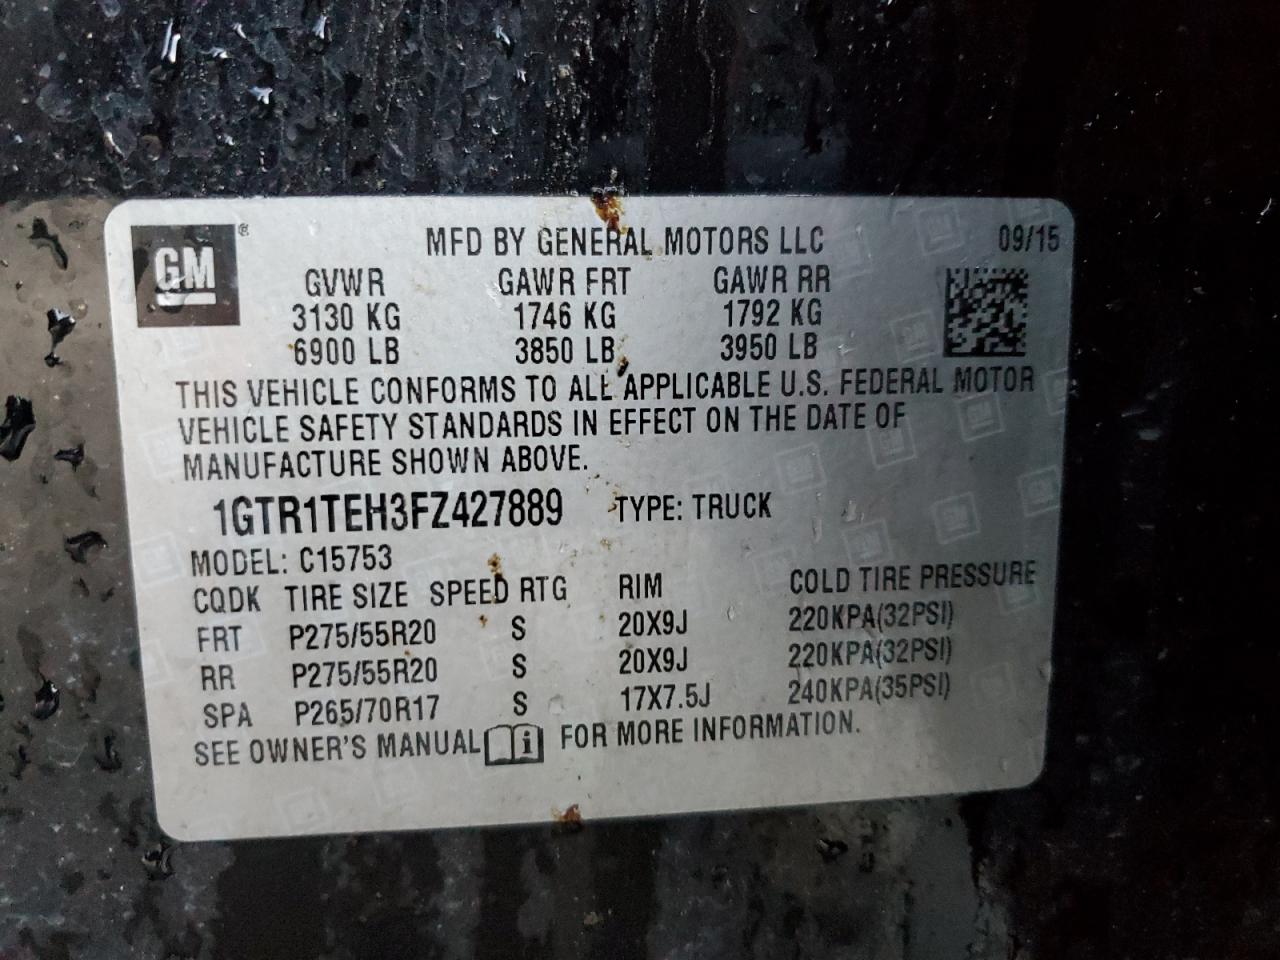 GM ® MFD BY GENERAL MOTORS LLC 09/15
GVWR GAWR FRT GAWR RR
3130 KG 1746 KG 1792 KG
6900 LB 3850 LB 3950 LB
THIS VEHICLE CONFORMS TO ALL APPLICABLE U.S. FEDERAL MOTOR
VEHICLE SAFETY STANDARDS IN EFFECT ON THE DATE OF
MANUFACTURE SHOWN ABOVE.
1GTR1TEH3FZ427889 TYPE: TRUCK
MODEL: C15753
CQDK TIRE SIZE SPEED RTG RIM COLD TIRE PRESSURE
FRT P275/55R20 S 20X9J 220KPA(32PSI)
RR P275/55R20 S 20X9J 220KPA(32PSI)
SPA P265/70R17 S 17X7.5J 240KPA(35PSI)
SEE OWNER'S MANUAL i FOR MORE INFORMATION.